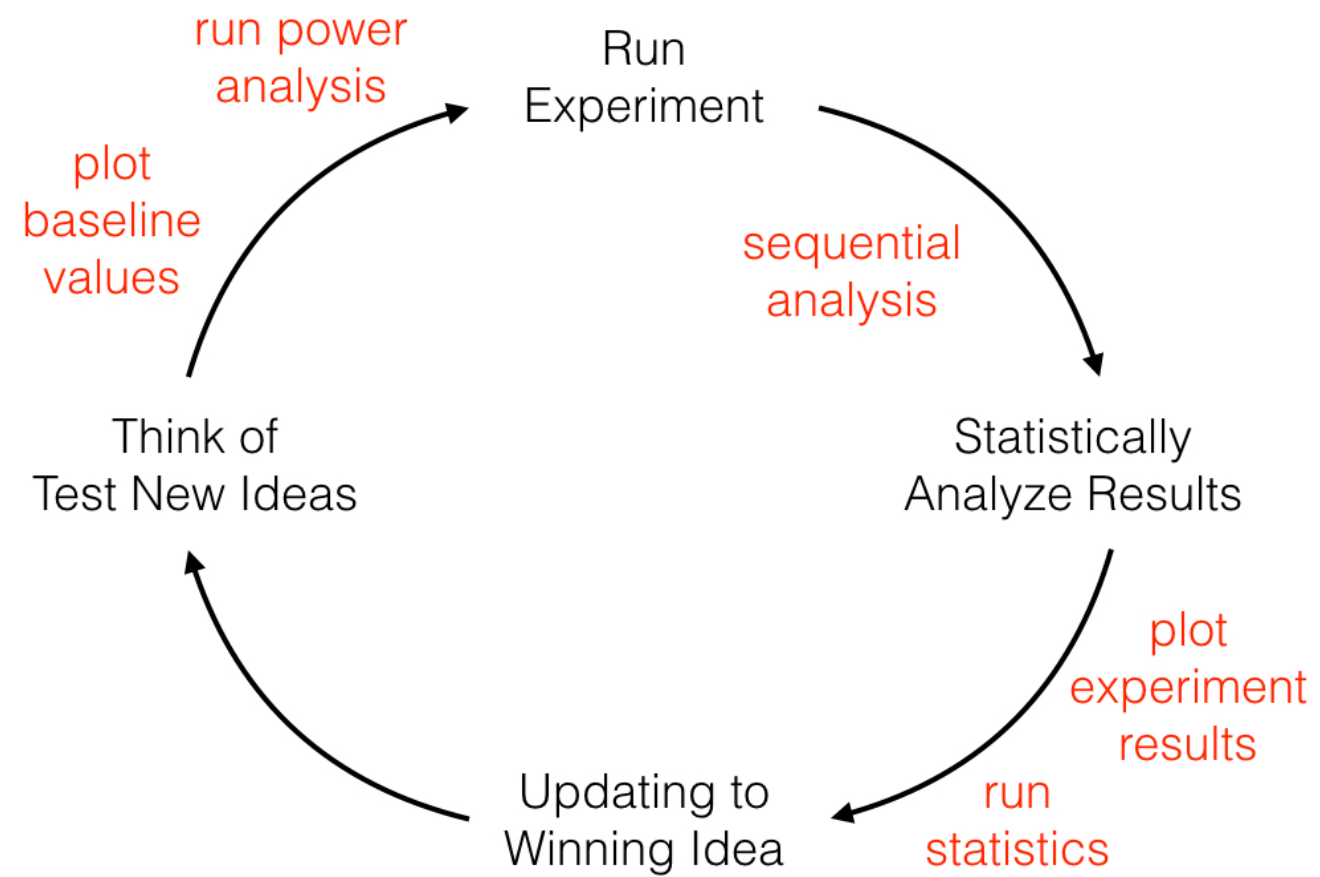 run power
analysis
Run
Experiment
plot
baseline
values
sequential
analysis
Think of
Test New Ideas
Statistically
Analyze Results
plot
experiment
results
Updating to
Winning Idea
run
statistics